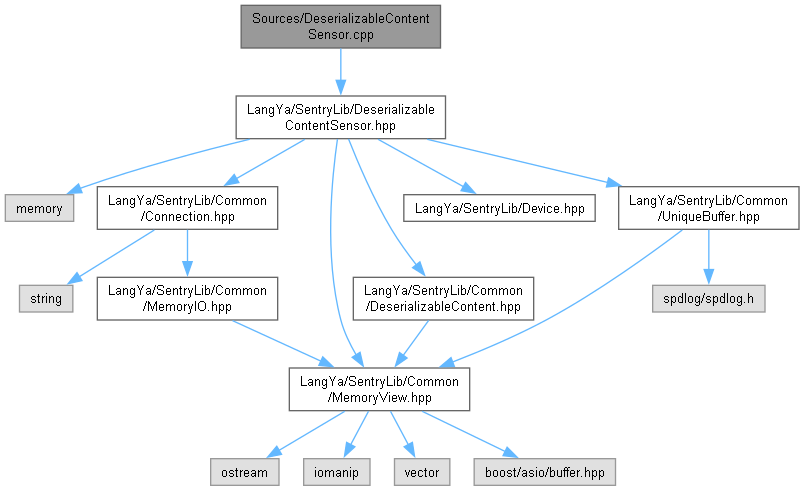 Sources/DeserializableContent
Sensor.cpp
LangYa/SentryLib/Deserializable
ContentSensor.hpp
memory
LangYa/SentryLib/Common
/Connection.hpp
LangYa/SentryLib/Device.hpp
LangYa/SentryLib/Common
/UniqueBuffer.hpp
string
LangYa/SentryLib/Common
/MemoryIO.hpp
LangYa/SentryLib/Common
/DeserializableContent.hpp
spdlog/spdlog.h
LangYa/SentryLib/Common
/MemoryView.hpp
ostream
iomanip
vector
boost/asio/buffer.hpp